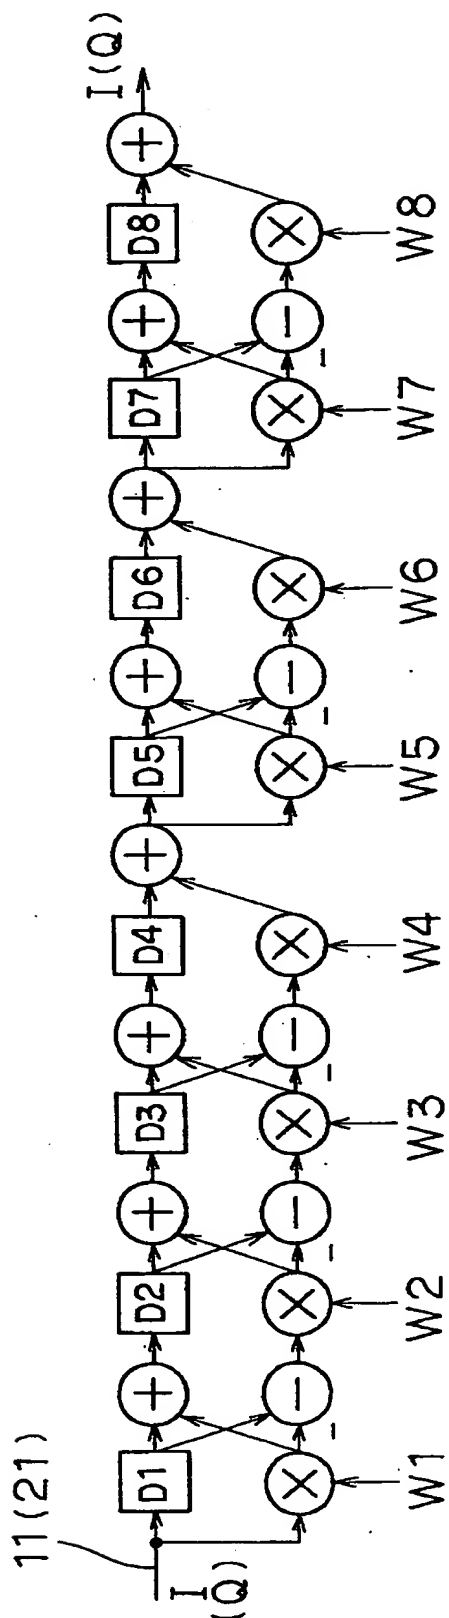 11(21)
I
(Q)
D1
+
D2
+
D3
+
D4
+
D5
+
D6
+
D7
+
D8
+
I(Q)
×
−
×
−
×
−
×
×
−
×
×
−
×
−
−
−
−
−
W1
W2
W3
W4
W5
W6
W7
W8